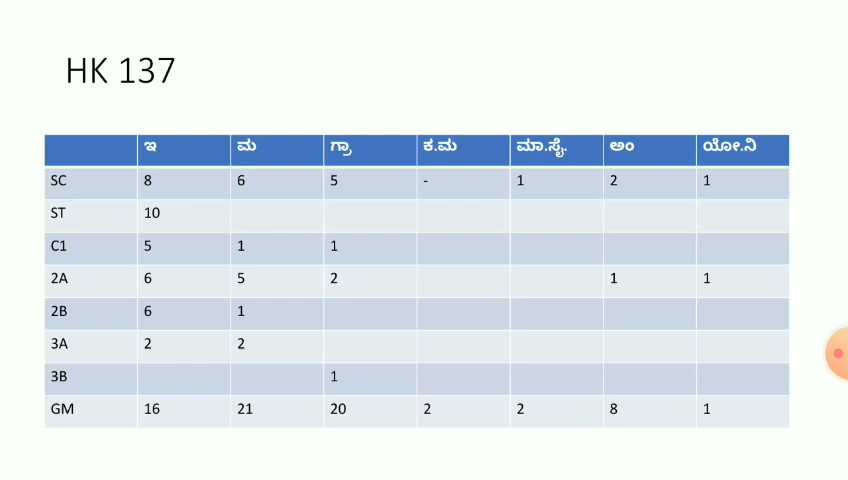 HK 137
ಇ ಮ ಗ್ರಾ ಕ.ಮ ಮಾ.ಸೈ. ಅಂ ಯೋ.ನಿ
SC 8 6 5 - 1 2 1
ST 10
C1 5 1 1
2A 6 5 2 1 1
2B 6 1
3A 2 2
3B 1
GM 16 21 20 2 2 8 1